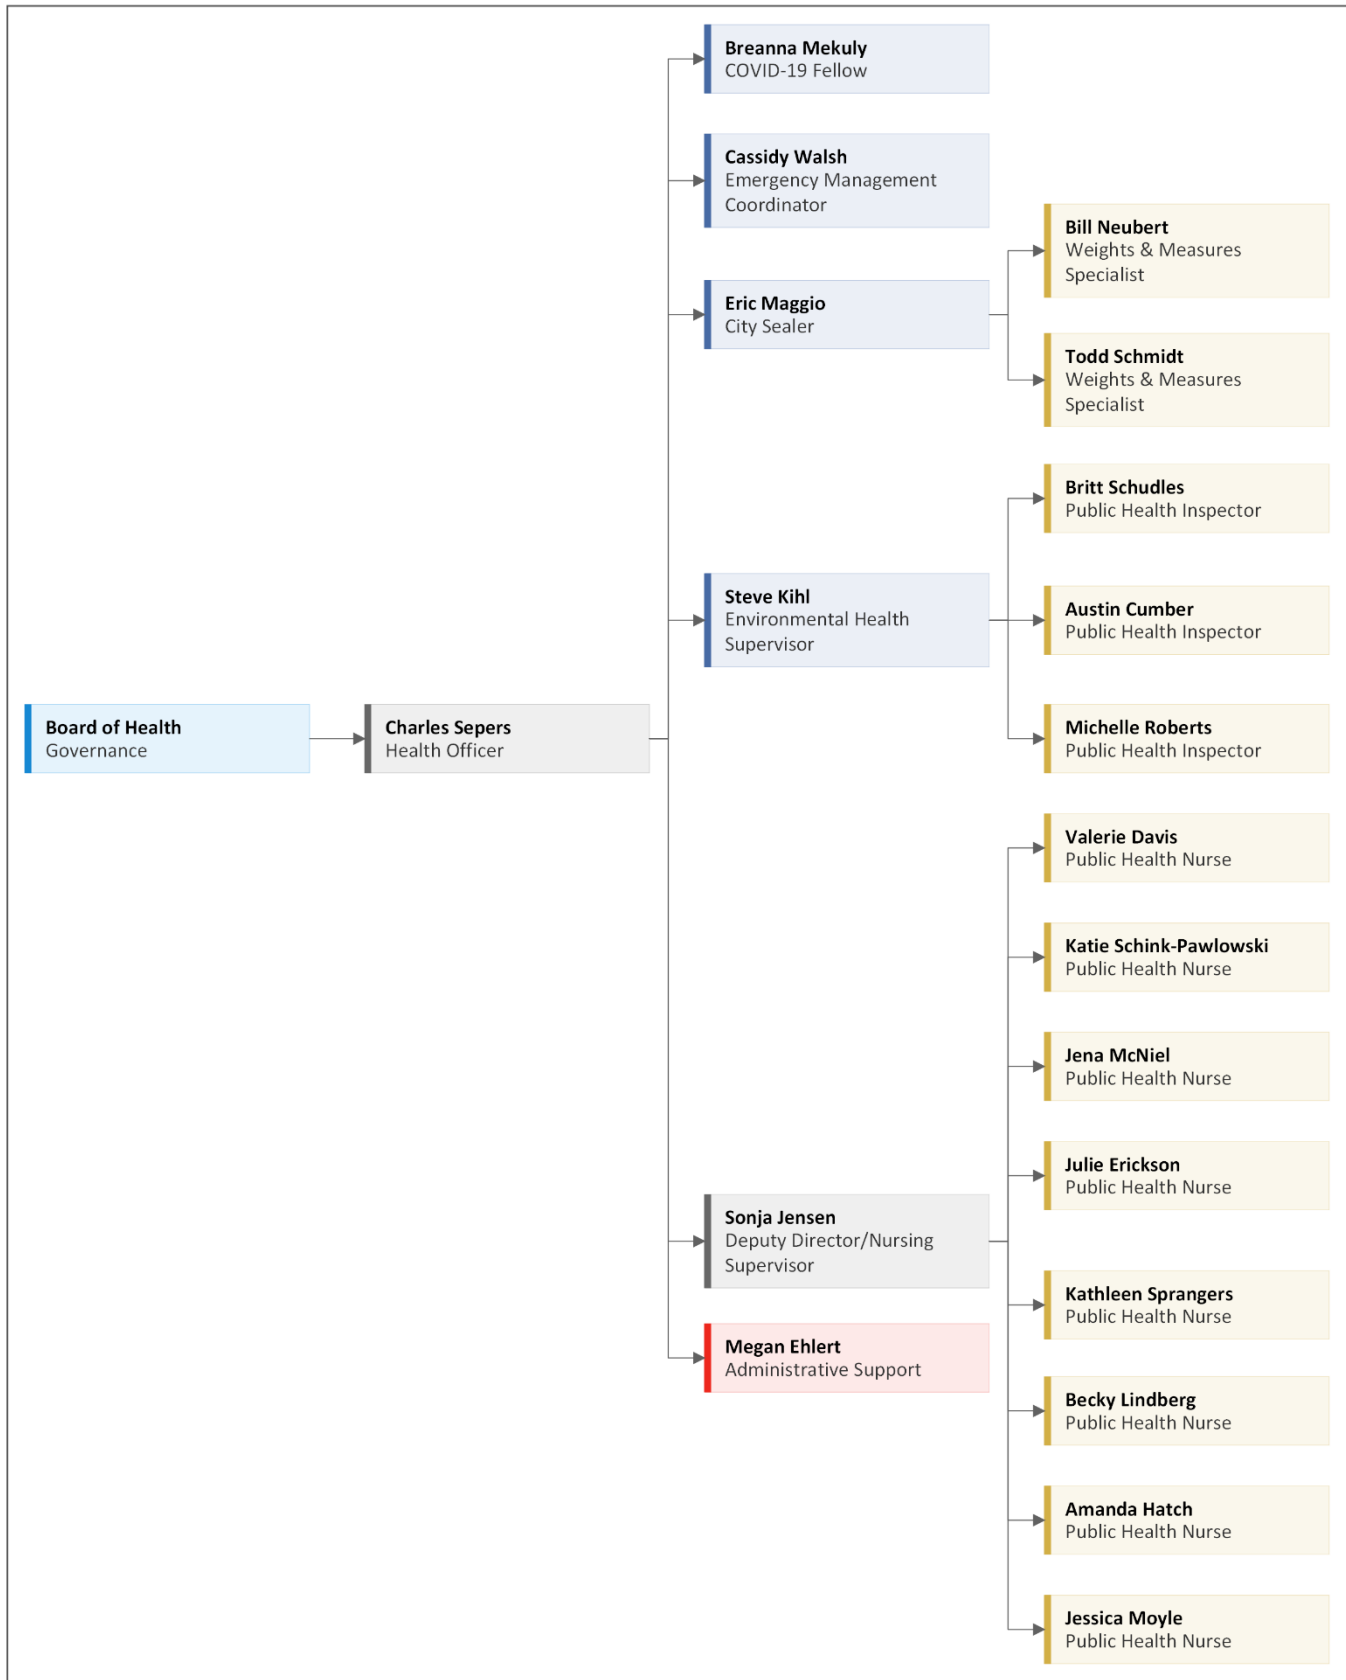 Breanna Mekuly
COVID-19 Fellow
Cassidy Walsh
Emergency Management
Coordinator
Eric Maggio
City Sealer
Bill Neubert
Weights & Measures
Specialist
Todd Schmidt
Weights & Measures
Specialist
Steve Kihl
Environmental Health
Supervisor
Britt Schudles
Public Health Inspector
Austin Cumber
Public Health Inspector
Michelle Roberts
Public Health Inspector
Board of Health
Governance
Charles Sepers
Health Officer
Valerie Davis
Public Health Nurse
Katie Schink-Pawlowski
Public Health Nurse
Jena McNiel
Public Health Nurse
Julie Erickson
Public Health Nurse
Sonja Jensen
Deputy Director/Nursing
Supervisor
Kathleen Sprangers
Public Health Nurse
Megan Ehlert
Administrative Support
Becky Lindberg
Public Health Nurse
Amanda Hatch
Public Health Nurse
Jessica Moyle
Public Health Nurse